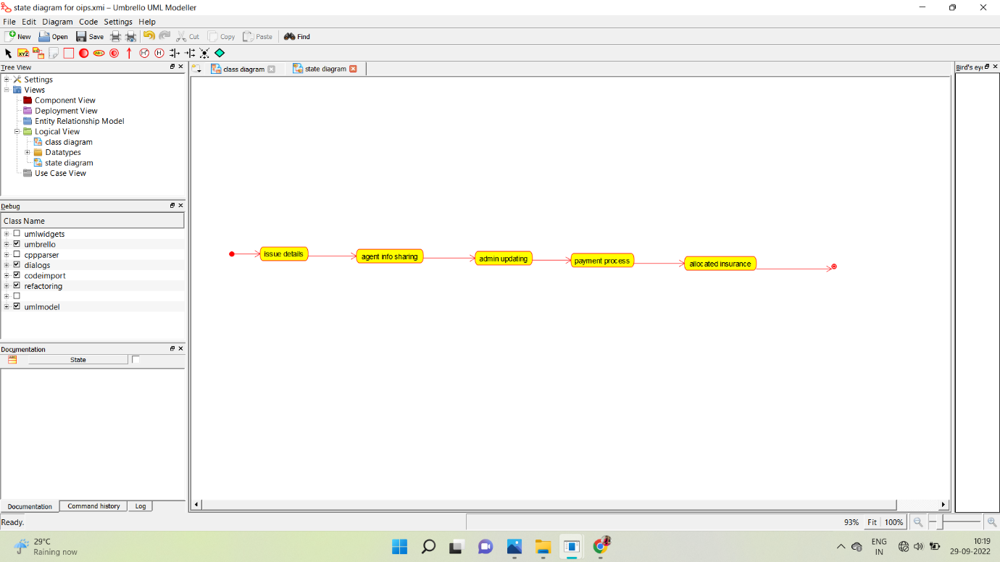 state diagram for oips.xmi – Umbrello UML Modeller
File Edit Diagram Code Settings Help
New Open Save Cut Copy Paste Find
XYZ ABC H* H
Tree View
class diagram state diagram
Bird's eye
Settings
Views
Component View
Deployment View
Entity Relationship Model
Logical View
class diagram
Datatypes
state diagram
Use Case View
Debug
Class Name
umlwidgets
umbrello
cppparser
dialogs
codeimport
refactoring
umlmodel
issue details
agent info sharing
admin updating
payment process
allocated insurance
Documentation
State
Documentation Command history Log
Ready.
93% Fit 100%
29°C
Raining now
ENG
IN
10:19
29-09-2022